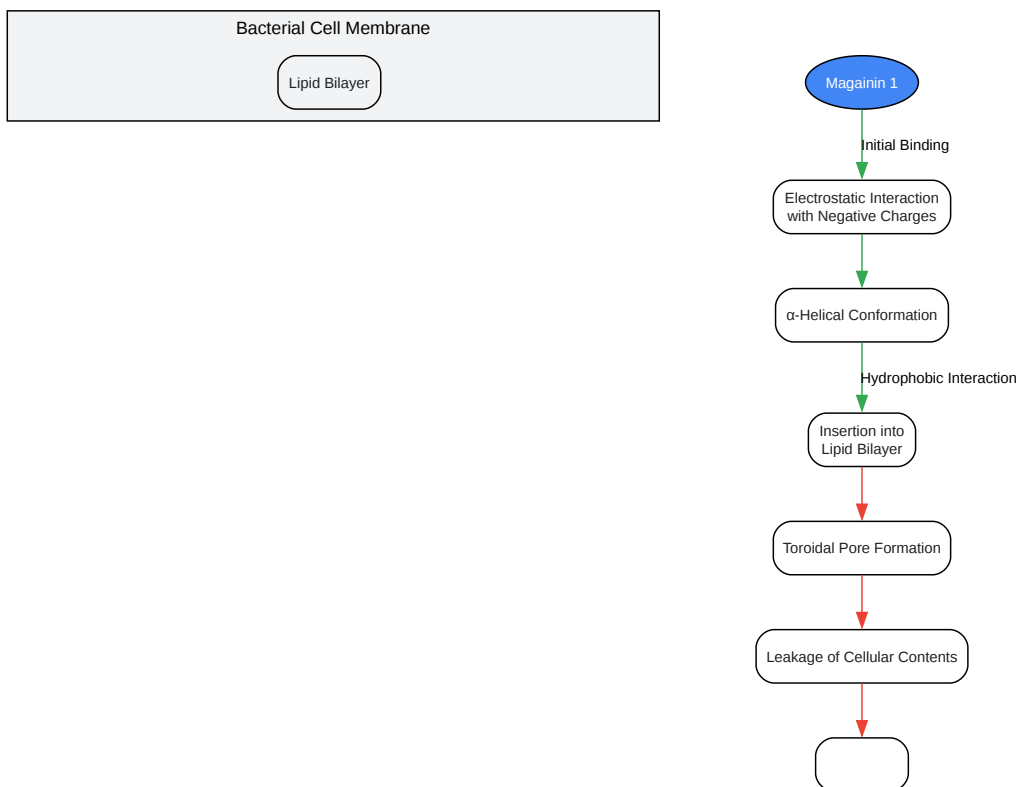 Bacterial Cell Membrane
Lipid Bilayer
Magainin 1
Initial Binding
Electrostatic Interaction
with Negative Charges
α-Helical Conformation
Hydrophobic Interaction
Insertion into
Lipid Bilayer
Toroidal Pore Formation
Leakage of Cellular Contents